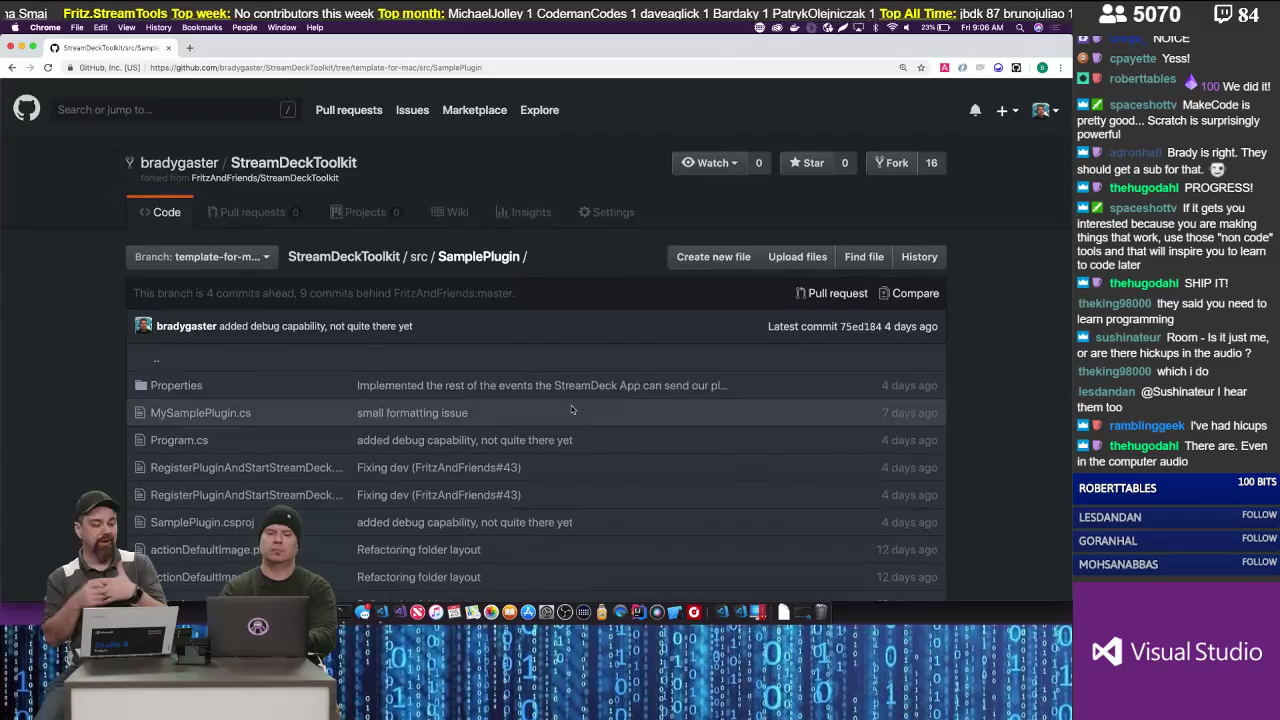 na Smai Fritz.StreamTools Top week: No contributors this week Top month: MichaelJolley 1 CodemanCodes 1 daveaglick 1 Bardaky 1 Top All Time: jbdk 87
5070 84
Chrome File Edit View History Bookmarks People Window Help
23% Fri 9:06 AM
StreamDeckToolkit/src/Sample
GitHub, Inc. [US] https://github.com/bradygaster/StreamDeckToolkit/tree/template-for-mac/src/SamplePlugin
Search or jump to... /
Pull requests Issues Marketplace Explore
bradygaster / StreamDeckToolkit
forked from FritzAndFriends/StreamDeckToolkit
Watch 0 Star 0 Fork 16
Code Pull requests 0 Projects 0 Wiki Insights Settings
Branch: template-for-m... StreamDeckToolkit / src / SamplePlugin /
Create new file Upload files Find file History
This branch is 4 commits ahead, 9 commits behind FritzAndFriends:master.
Pull request Compare
bradygaster added debug capability, not quite there yet
Latest commit 75ed184 4 days ago
..
Properties Implemented the rest of the events the StreamDeck App can send our pl... 4 days ago
MySamplePlugin.cs small formatting issue 7 days ago
Program.cs added debug capability, not quite there yet 4 days ago
RegisterPluginAndStartStreamDeck.... Fixing dev (FritzAndFriends#43) 4 days ago
RegisterPluginAndStartStreamDeck.... Fixing dev (FritzAndFriends#43) 4 days ago
SamplePlugin.csproj added debug capability, not quite there yet 4 days ago
actionDefaultImage.p Refactoring folder layout 12 days ago
ctionDefaultIma Refactoring folder layout 12 days ago
NOICE
cpayette Yess!
roberttables 100 We did it!
spaceshottv MakeCode is
pretty good... Scratch is surprisingly
powerful
adronhall Brady is right. They
should get a sub for that.
thehugodahl PROGRESS!
spaceshottv If it gets you
interested because you are making
things that work, use those "non code"
tools and that will inspire you to learn
to code later
thehugodahl SHIP IT!
theking98000 they said you need to
learn programming
sushinateur Room - Is it just me,
or are there hickups in the audio ?
theking98000 which i do
lesdandan @Sushinateur I hear
them too
ramblinggeek I've had hicups
thehugodahl There are. Even
in the computer audio
ROBERTTABLES 100 BITS
LESDANDAN FOLLOW
GORANHAL FOLLOW
MOHSANABBAS FOLLOW
Visual Studio